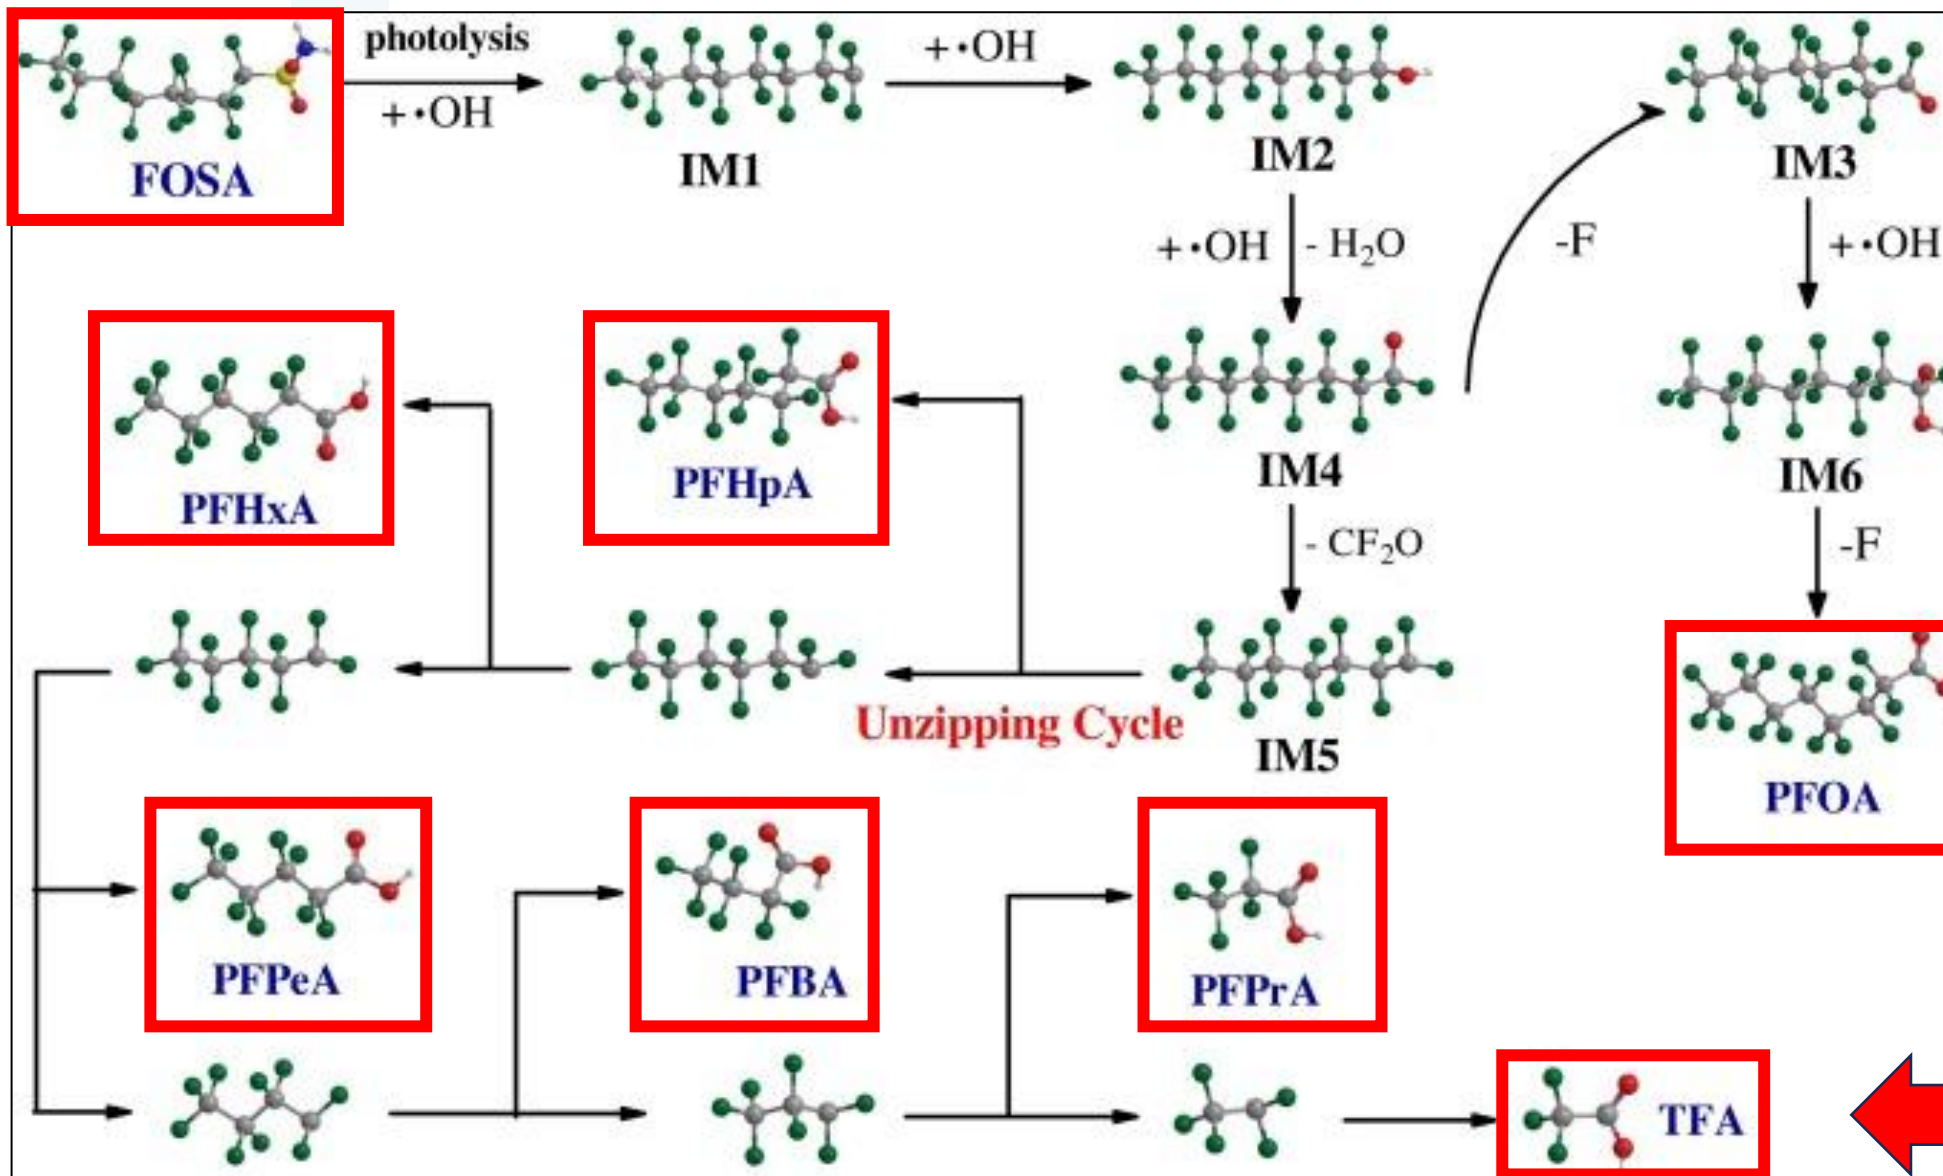 photolysis
+·OH
FOSA
IM1
+·OH
IM2
IM3
+·OH - H₂O
-F
+·OH
PFHxA
PFHpA
IM4
IM6
- CF₂O
-F
Unzipping Cycle
IM5
PFOA
PFPeA
PFBA
PFPrA
TFA